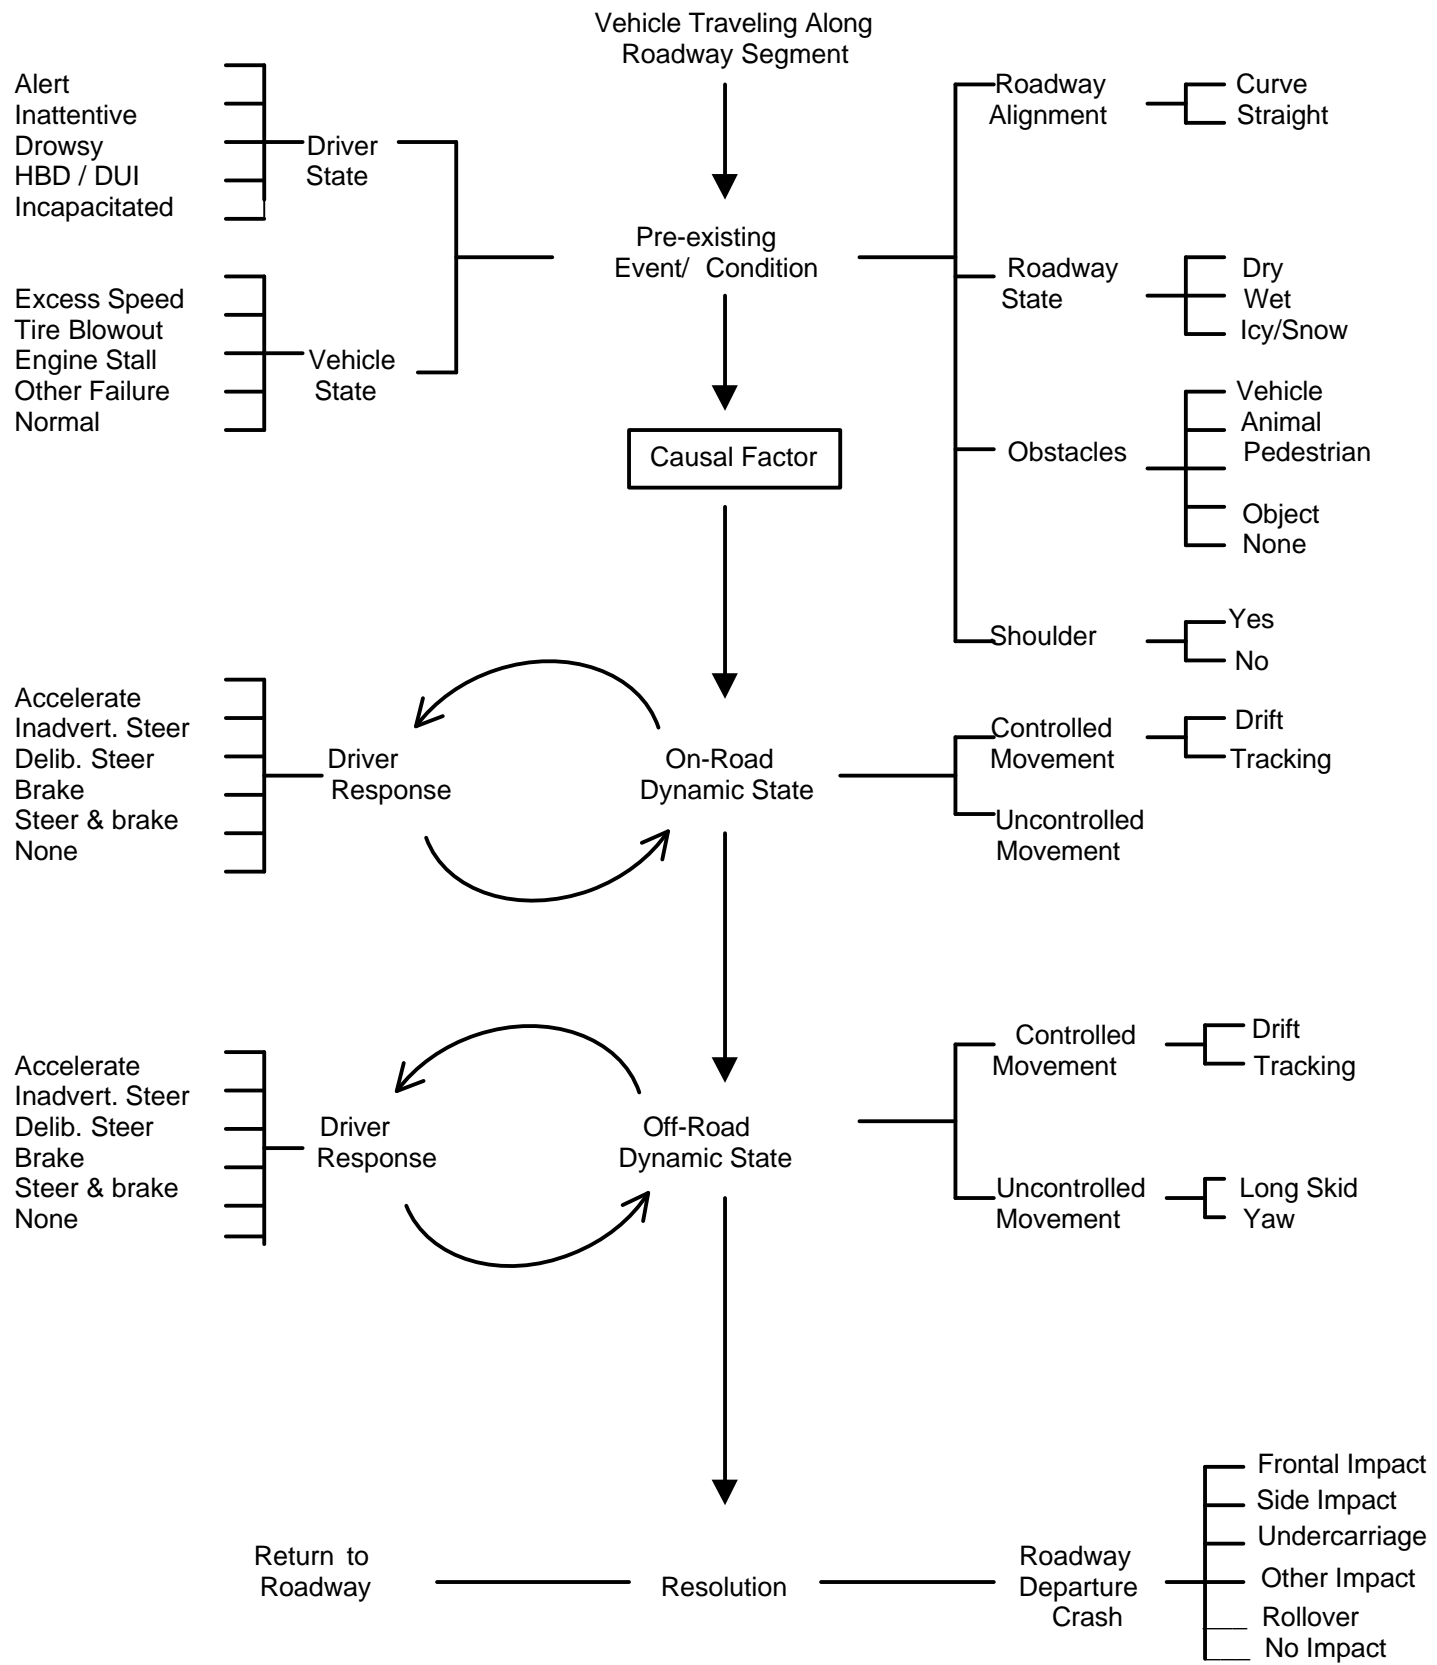 Vehicle Traveling Along
Roadway Segment
Alert
Inattentive
Drowsy
HBD / DUI
Incapacitated
Driver
State
Excess Speed
Tire Blowout
Engine Stall
Other Failure
Normal
Vehicle
State
Pre-existing
Event/ Condition
Roadway
Alignment
Curve
Straight
Roadway
State
Dry
Wet
Icy/Snow
Obstacles
Vehicle
Animal
Pedestrian
Object
None
Shoulder
Yes
No
Causal Factor
Accelerate
Inadvert. Steer
Delib. Steer
Brake
Steer & brake
None
Driver
Response
On-Road
Dynamic State
Controlled
Movement
Drift
Tracking
Uncontrolled
Movement
Accelerate
Inadvert. Steer
Delib. Steer
Brake
Steer & brake
None
Driver
Response
Off-Road
Dynamic State
Controlled
Movement
Drift
Tracking
Uncontrolled
Movement
Long Skid
Yaw
Return to
Roadway
Resolution
Roadway
Departure
Crash
Frontal Impact
Side Impact
Undercarriage
Other Impact
Rollover
No Impact